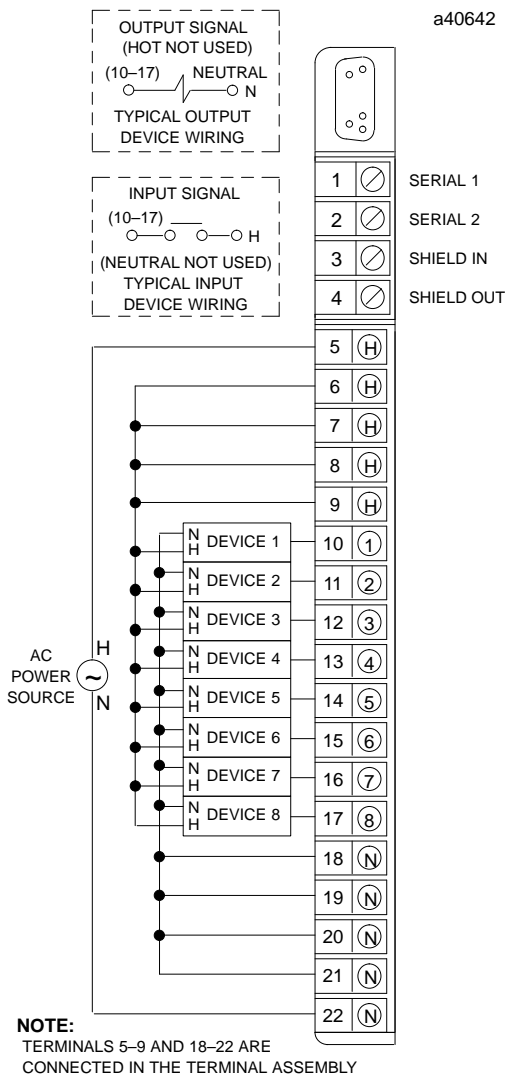 a40642
OUTPUT SIGNAL
(HOT NOT USED)
(10–17) NEUTRAL
N
TYPICAL OUTPUT
DEVICE WIRING
INPUT SIGNAL
(10–17)
H
(NEUTRAL NOT USED)
TYPICAL INPUT
DEVICE WIRING
1 SERIAL 1
2 SERIAL 2
3 SHIELD IN
4 SHIELD OUT
5 H
6 H
7 H
8 H
9 H
N
H DEVICE 1 10 1
N
H DEVICE 2 11 2
N
H DEVICE 3 12 3
N
H DEVICE 4 13 4
N
H DEVICE 5 14 5
N
H DEVICE 6 15 6
N
H DEVICE 7 16 7
N
H DEVICE 8 17 8
H
AC
POWER ~
SOURCE
N
18 N
19 N
20 N
21 N
22 N
NOTE:
TERMINALS 5–9 AND 18–22 ARE
CONNECTED IN THE TERMINAL ASSEMBLY